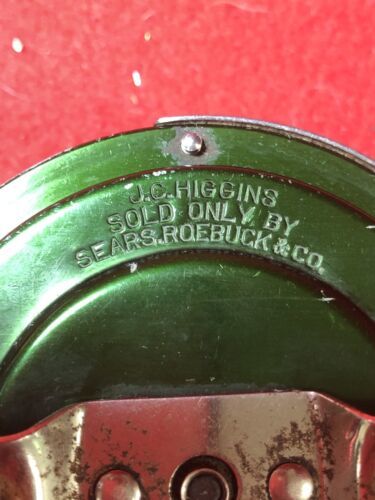 J.C. HIGGINS
SOLD ONLY BY
SEARS, ROEBUCK & CO.